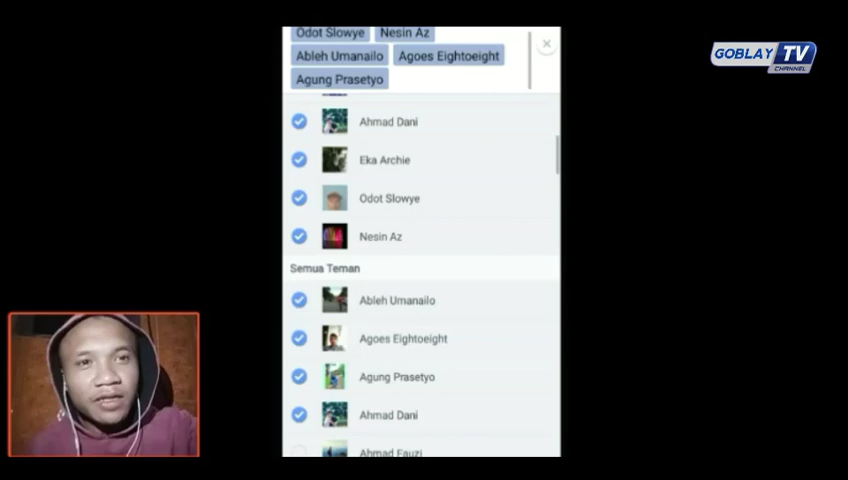 Odot Slowye Nesin Az
Ableh Umanailo Agoes Eightoeight
Agung Prasetyo
Ahmad Dani
Eka Archie
Odot Slowye
Nesin Az
Semua Teman
Ableh Umanailo
Agoes Eightoeight
Agung Prasetyo
Ahmad Dani
Ahmad Fauzi
GOBLAY TV
CHANNEL